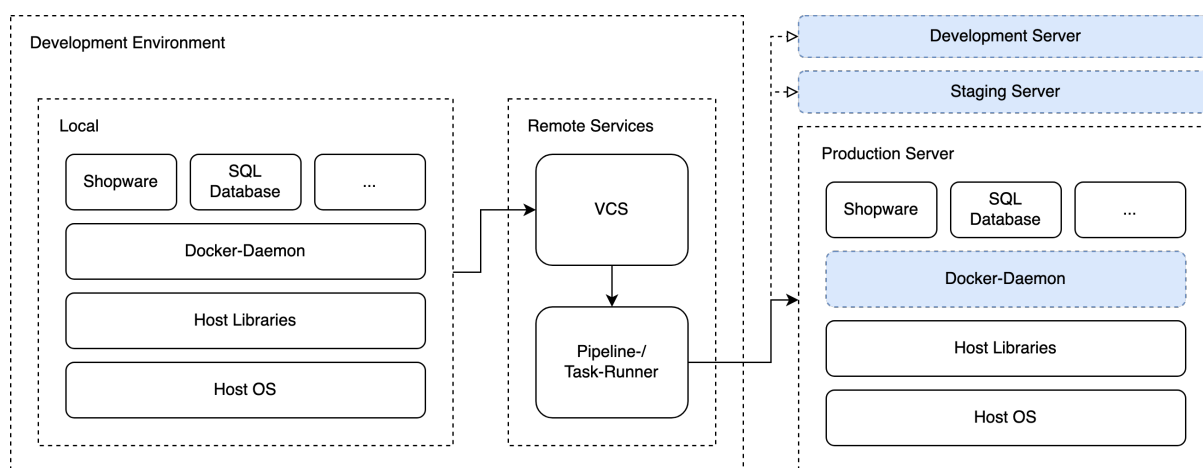 Development Environment
Local
Shopware
SQL
Database
...
Docker-Daemon
Host Libraries
Host OS
Remote Services
VCS
Pipeline-/
Task-Runner
Development Server
Staging Server
Production Server
Shopware
SQL
Database
...
Docker-Daemon
Host Libraries
Host OS